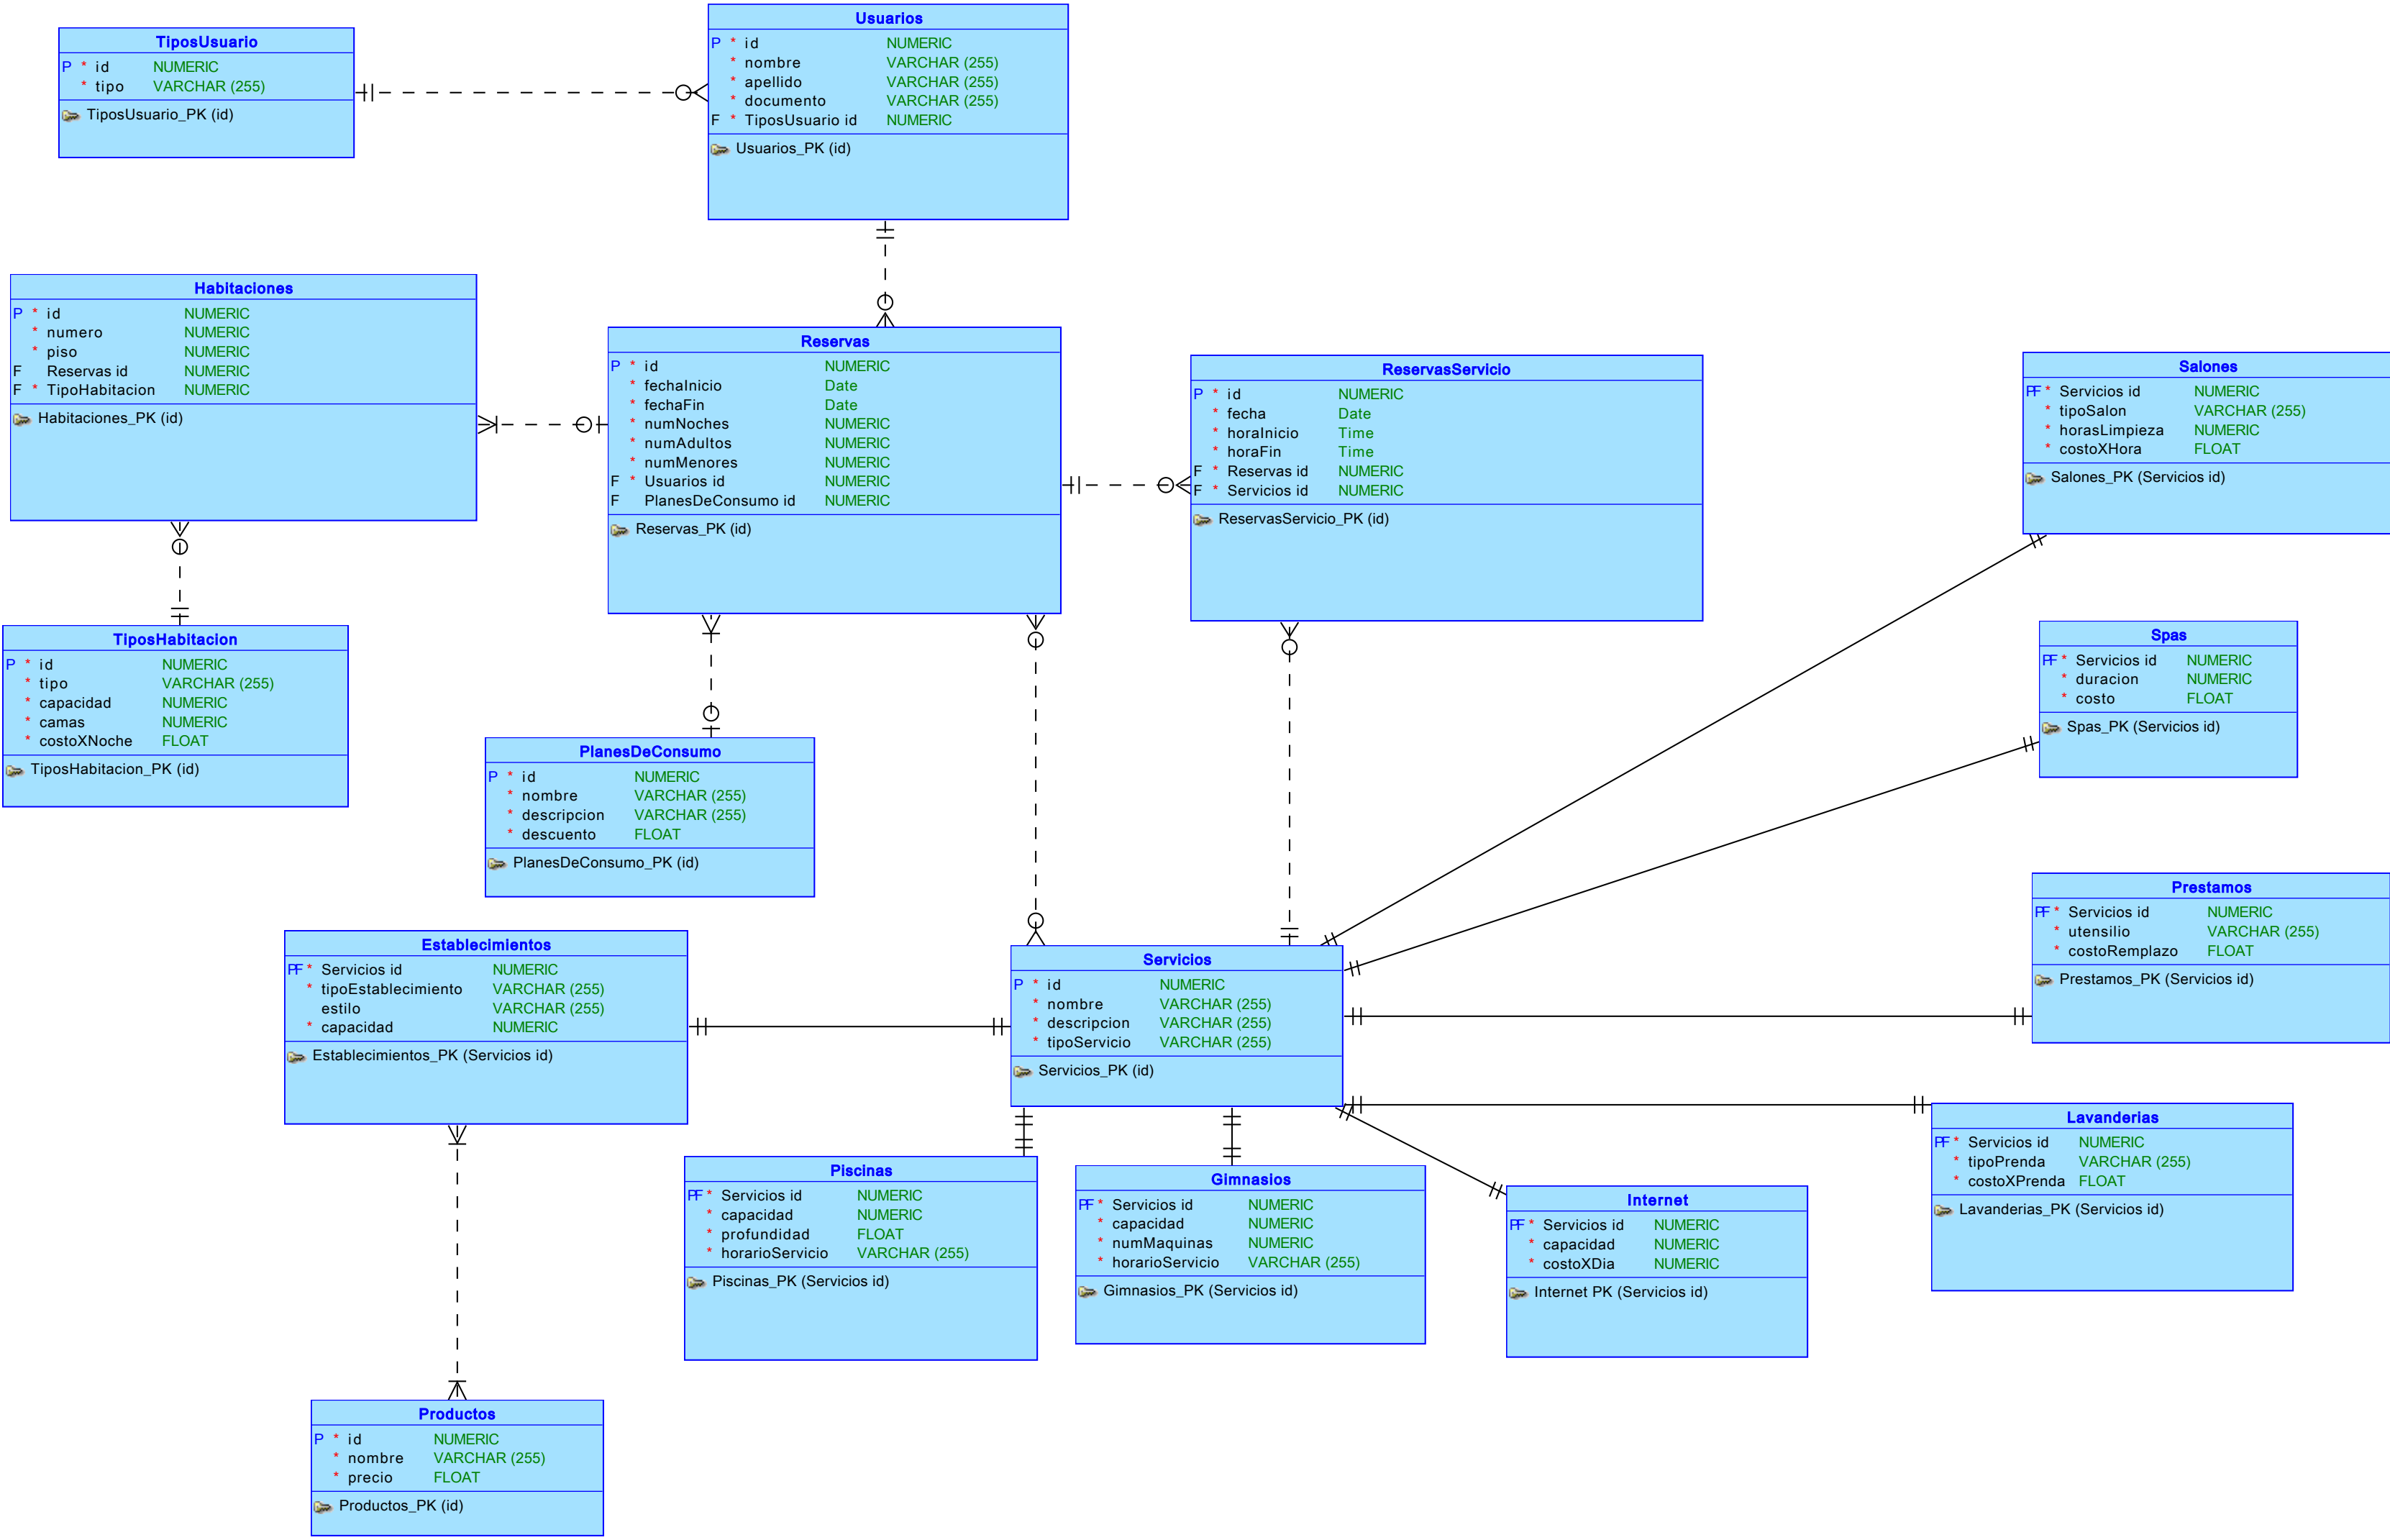 TiposUsuario
P * id NUMERIC
* tipo VARCHAR (255)
TiposUsuario_PK (id)
Usuarios
P * id NUMERIC
* nombre VARCHAR (255)
* apellido VARCHAR (255)
* documento VARCHAR (255)
F * TiposUsuario id NUMERIC
Usuarios_PK (id)
Habitaciones
P * id NUMERIC
* numero NUMERIC
* piso NUMERIC
F Reservas id NUMERIC
F * TipoHabitacion NUMERIC
Habitaciones_PK (id)
Reservas
P * id NUMERIC
* fechaInicio Date
* fechaFin Date
* numNoches NUMERIC
* numAdultos NUMERIC
* numMenores NUMERIC
F * Usuarios id NUMERIC
F PlanesDeConsumo id NUMERIC
Reservas_PK (id)
ReservasServicio
P * id NUMERIC
* fecha Date
* horaInicio Time
* horaFin Time
F * Reservas id NUMERIC
F * Servicios id NUMERIC
ReservasServicio_PK (id)
Salones
PF * Servicios id NUMERIC
* tipoSalon VARCHAR (255)
* horasLimpieza NUMERIC
* costoXHora FLOAT
Salones_PK (Servicios id)
TiposHabitacion
P * id NUMERIC
* tipo VARCHAR (255)
* capacidad NUMERIC
* camas NUMERIC
* costoXNoche FLOAT
TiposHabitacion_PK (id)
Spas
PF * Servicios id NUMERIC
* duracion NUMERIC
* costo FLOAT
Spas_PK (Servicios id)
PlanesDeConsumo
P * id NUMERIC
* nombre VARCHAR (255)
* descripcion VARCHAR (255)
* descuento FLOAT
PlanesDeConsumo_PK (id)
Prestamos
PF * Servicios id NUMERIC
* utensilio VARCHAR (255)
* costoRemplazo FLOAT
Prestamos_PK (Servicios id)
Establecimientos
PF * Servicios id NUMERIC
* tipoEstablecimiento VARCHAR (255)
estilo VARCHAR (255)
* capacidad NUMERIC
Establecimientos_PK (Servicios id)
Servicios
P * id NUMERIC
* nombre VARCHAR (255)
* descripcion VARCHAR (255)
* tipoServicio VARCHAR (255)
Servicios_PK (id)
Lavanderias
PF * Servicios id NUMERIC
* tipoPrenda VARCHAR (255)
* costoXPrenda FLOAT
Lavanderias_PK (Servicios id)
Piscinas
PF * Servicios id NUMERIC
* capacidad NUMERIC
* profundidad FLOAT
* horarioServicio VARCHAR (255)
Piscinas_PK (Servicios id)
Gimnasios
PF * Servicios id NUMERIC
* capacidad NUMERIC
* numMaquinas NUMERIC
* horarioServicio VARCHAR (255)
Gimnasios_PK (Servicios id)
Internet
PF * Servicios id NUMERIC
* capacidad NUMERIC
* costoXDia NUMERIC
Internet PK (Servicios id)
Productos
P * id NUMERIC
* nombre VARCHAR (255)
* precio FLOAT
Productos_PK (id)